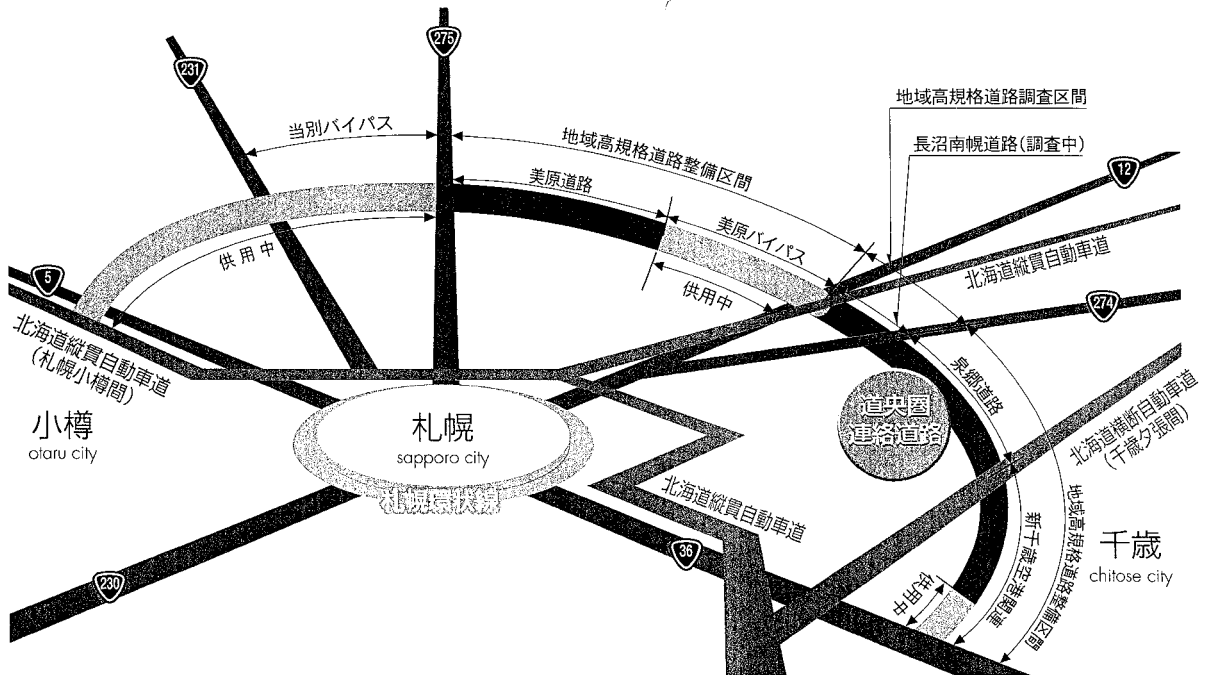 275
231
当別バイパス
地域高規格道路整備区間
地域高規格道路調査区間
長沼南幌道路(調査中)
12
美原道路
美原バイパス
供用中
供用中
北海道縦貫自動車道
5
274
北海道縦貫自動車道
(札幌小樽間)
泉郷道路
道央圏
連絡道路
小樽
otaru city
札幌
sapporo city
札幌環状線
北海道横断自動車道
(千歳夕張間)
北海道縦貫自動車道
36
230
新千歳空港関連
地域高規格道路整備区間
千歳
chitose city
供用中